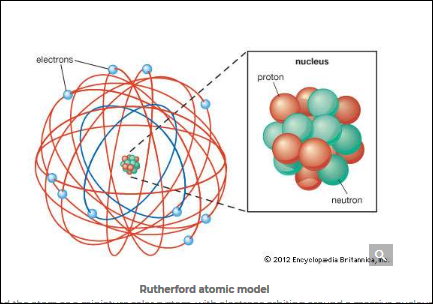 electrons
nucleus
proton
neutron
© 2012 Encyclopædia Britannica, Inc.
Rutherford atomic model